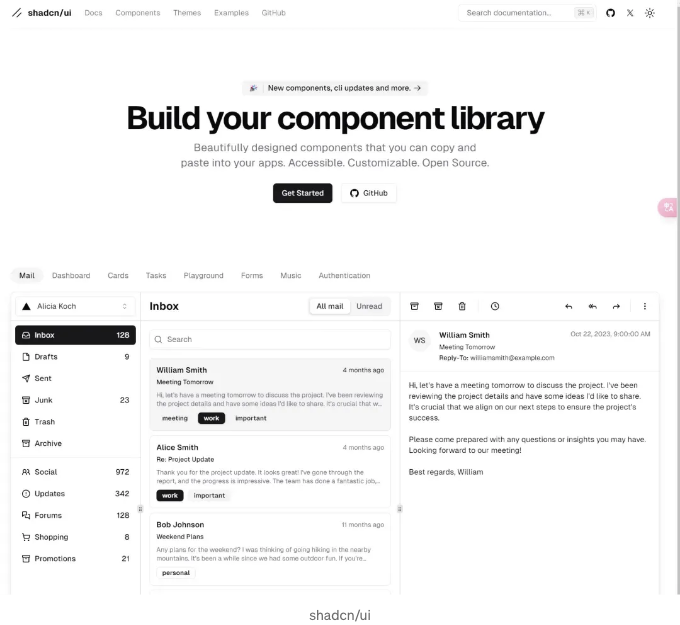 shadcn/ui Docs Components Themes Examples GitHub Search documentation... ⌘ K
New components, cli updates and more. →
Build your component library
Beautifully designed components that you can copy and
paste into your apps. Accessible. Customizable. Open Source.
Get Started GitHub
Mail Dashboard Cards Tasks Playground Forms Music Authentication
Alicia Koch
Inbox 128
Drafts 9
Sent
Junk 23
Trash
Archive
Social 972
Updates 342
Forums 128
Shopping 8
Promotions 21
Inbox All mail Unread
Search
William Smith 4 months ago
Meeting Tomorrow
Hi, let's have a meeting tomorrow to discuss the project. I've been reviewing
the project details and have some ideas I'd like to share. It's crucial that w...
meeting work important
Alice Smith 4 months ago
Re: Project Update
Thank you for the project update. It looks great! I've gone through the
report, and the progress is impressive. The team has done a fantastic job,...
work important
Bob Johnson 11 months ago
Weekend Plans
Any plans for the weekend? I was thinking of going hiking in the nearby
mountains. It's been a while since we had some outdoor fun. If you're...
personal
WS
William Smith Oct 22, 2023, 9:00:00 AM
Meeting Tomorrow
Reply-To: williamsmith@example.com
Hi, let's have a meeting tomorrow to discuss the project. I've been
reviewing the project details and have some ideas I'd like to share.
It's crucial that we align on our next steps to ensure the project's
success.
Please come prepared with any questions or insights you may have.
Looking forward to our meeting!
Best regards, William
shadcn/ui